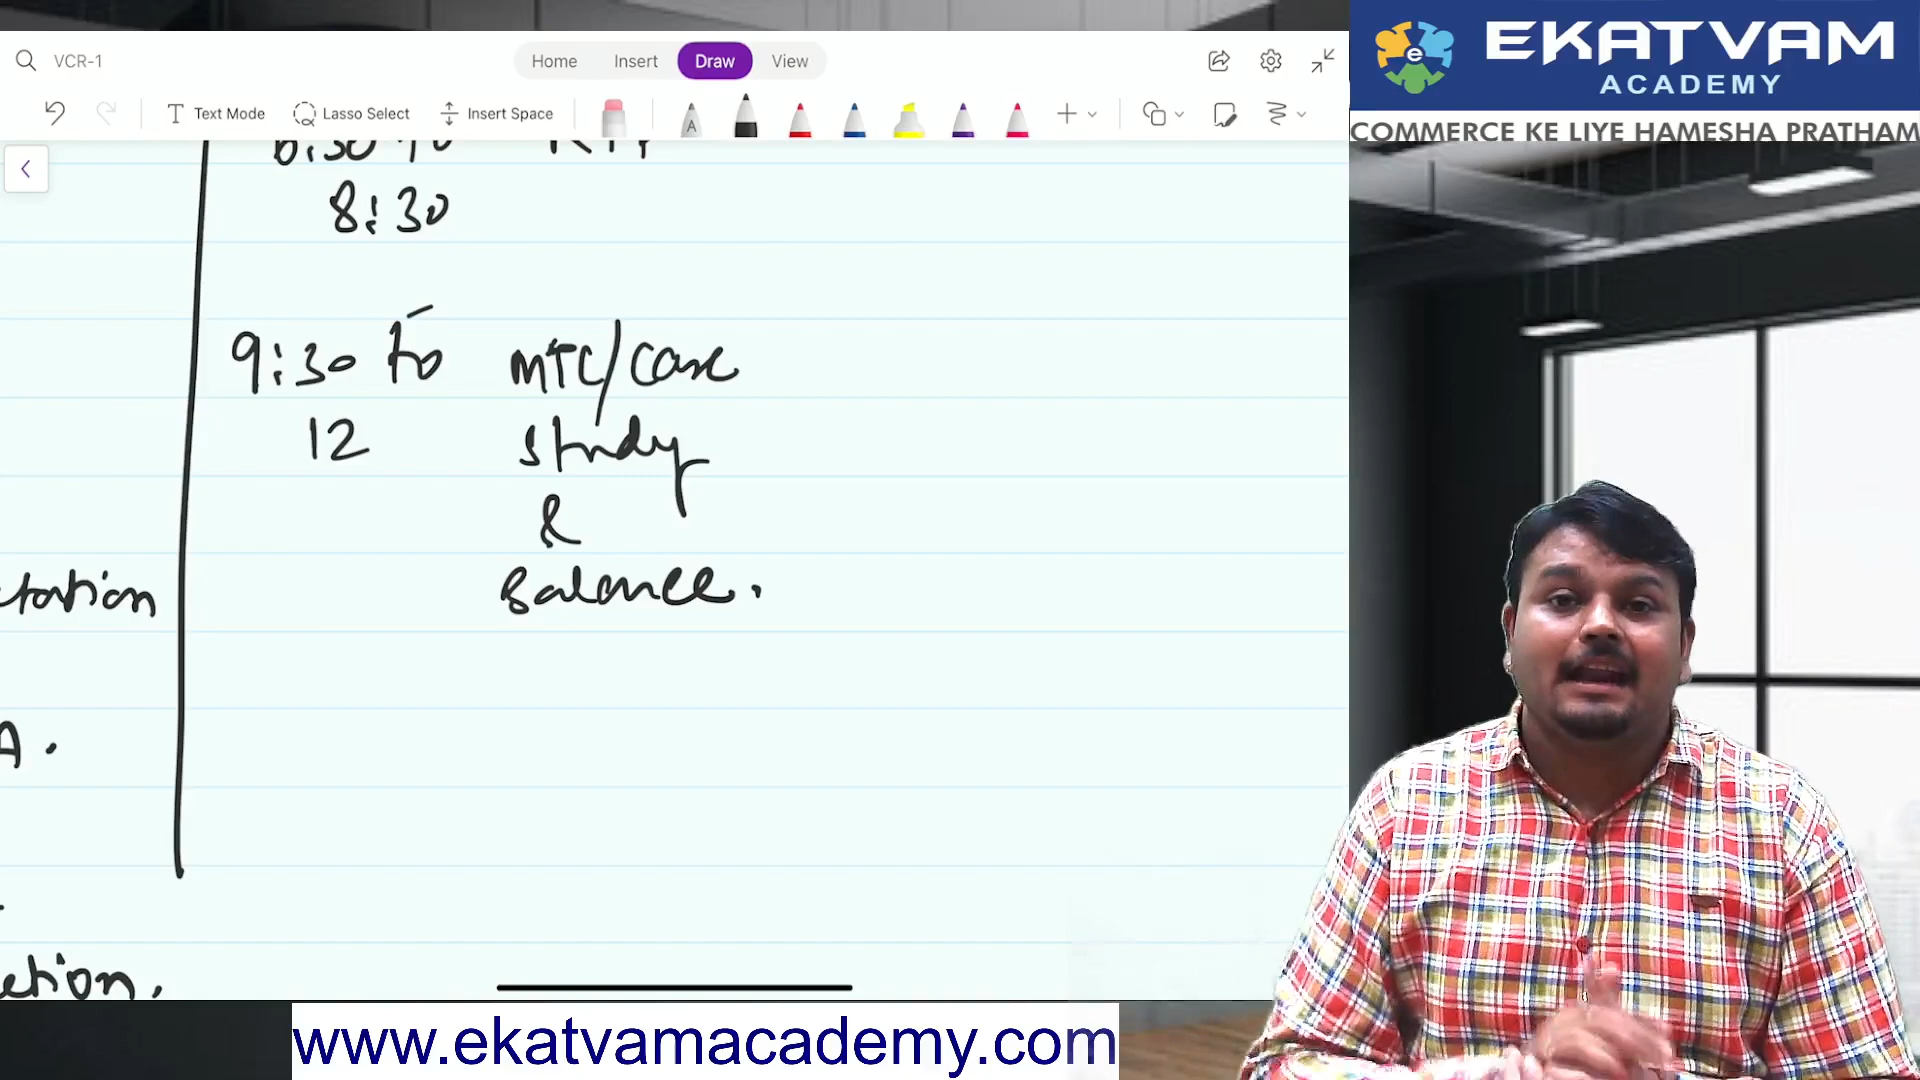 VCR-1
Home Insert Draw View
Text Mode Lasso Select Insert Space
A
8:30
9:30 to MTC/Case
12 study
&
Balance.
tation
A.
ction.
e EKATVAM
ACADEMY
COMMERCE KE LIYE HAMESHA PRATHAM
www.ekatvamacademy.com